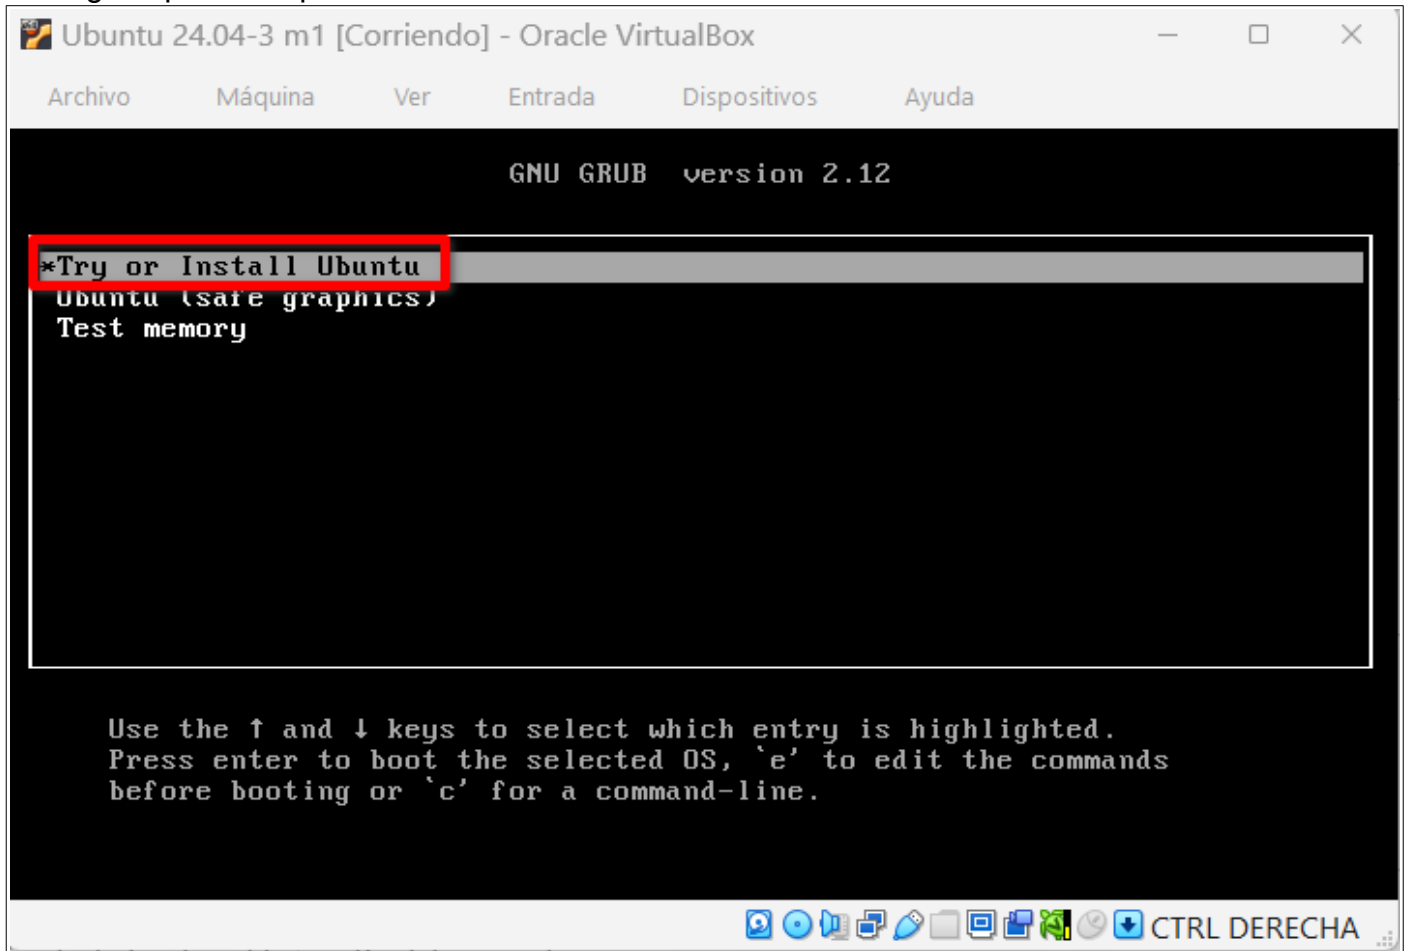 Ubuntu 24.04-3 m1 [Corriendo] - Oracle VirtualBox
Archivo Máquina Ver Entrada Dispositivos Ayuda
GNU GRUB version 2.12
*Try or Install Ubuntu
Ubuntu (safe graphics)
Test memory
Use the ↑ and ↓ keys to select which entry is highlighted.
Press enter to boot the selected OS, `e' to edit the commands
before booting or `c' for a command-line.
CTRL DERECHA